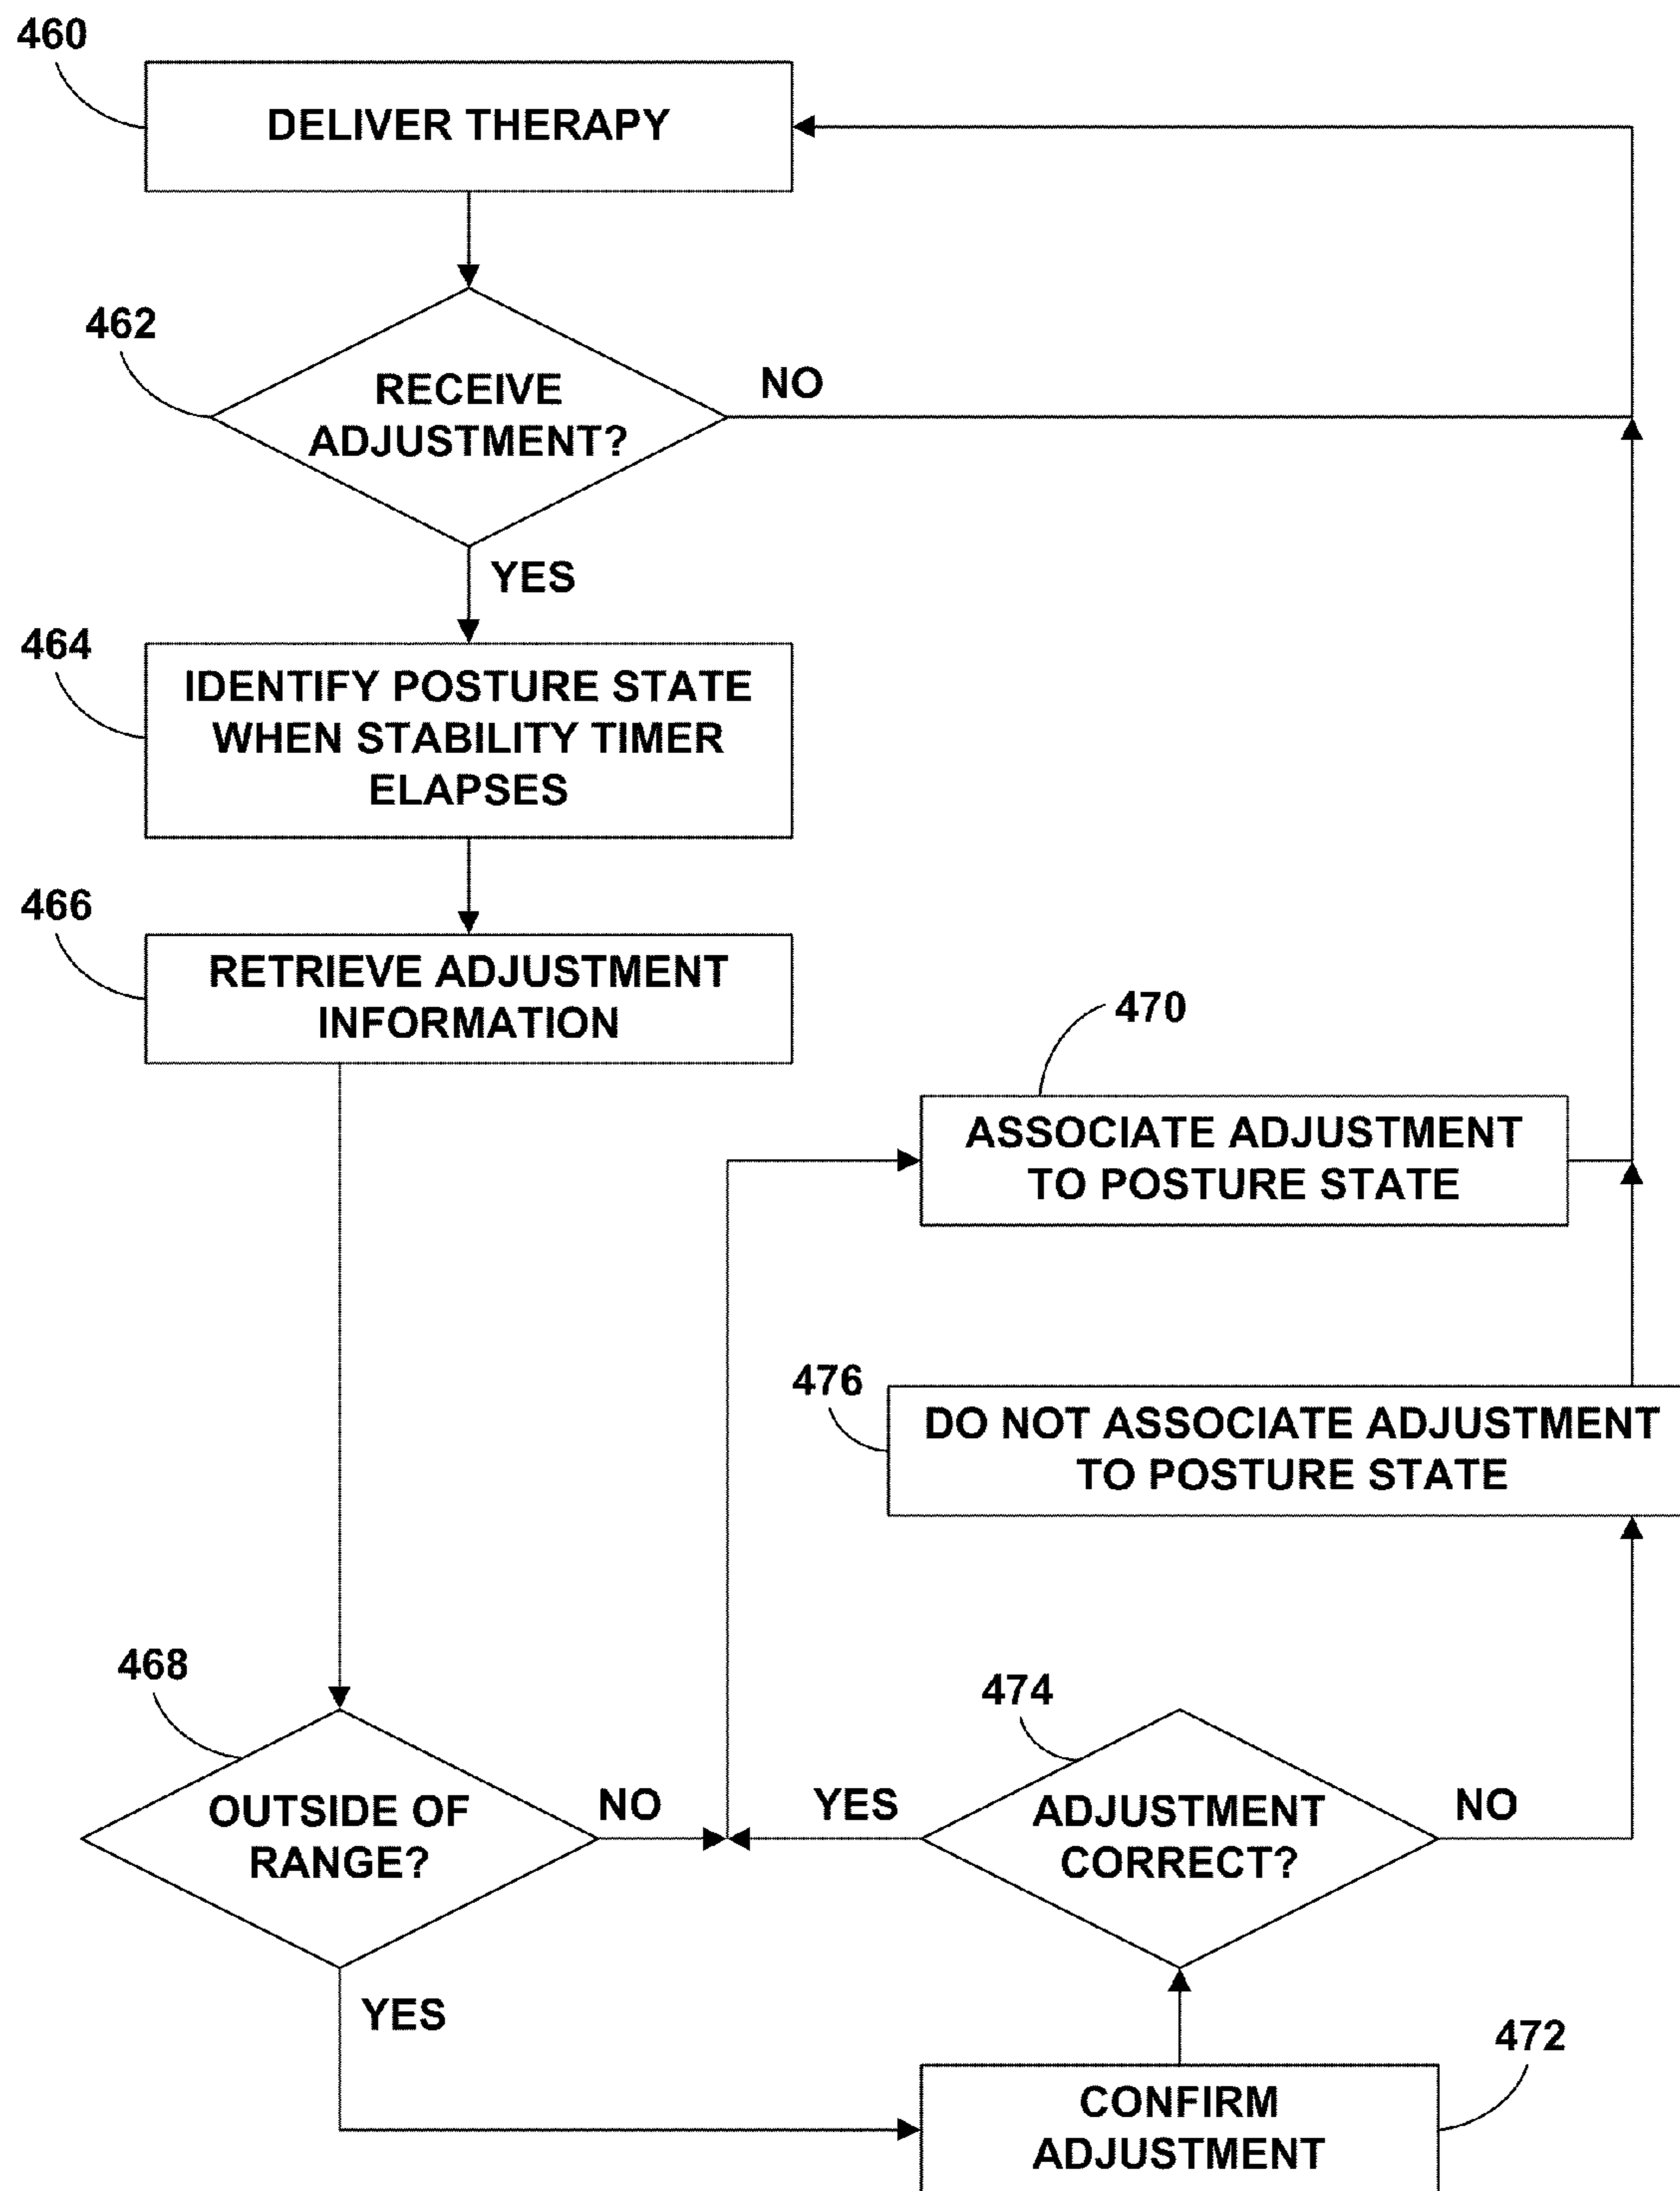 460
DELIVER THERAPY
462
RECEIVE
ADJUSTMENT?
NO
YES
464
IDENTIFY POSTURE STATE
WHEN STABILITY TIMER
ELAPSES
466
RETRIEVE ADJUSTMENT
INFORMATION
470
ASSOCIATE ADJUSTMENT
TO POSTURE STATE
476
DO NOT ASSOCIATE ADJUSTMENT
TO POSTURE STATE
468
OUTSIDE OF
RANGE?
NO
YES
474
ADJUSTMENT
CORRECT?
YES
NO
472
CONFIRM
ADJUSTMENT